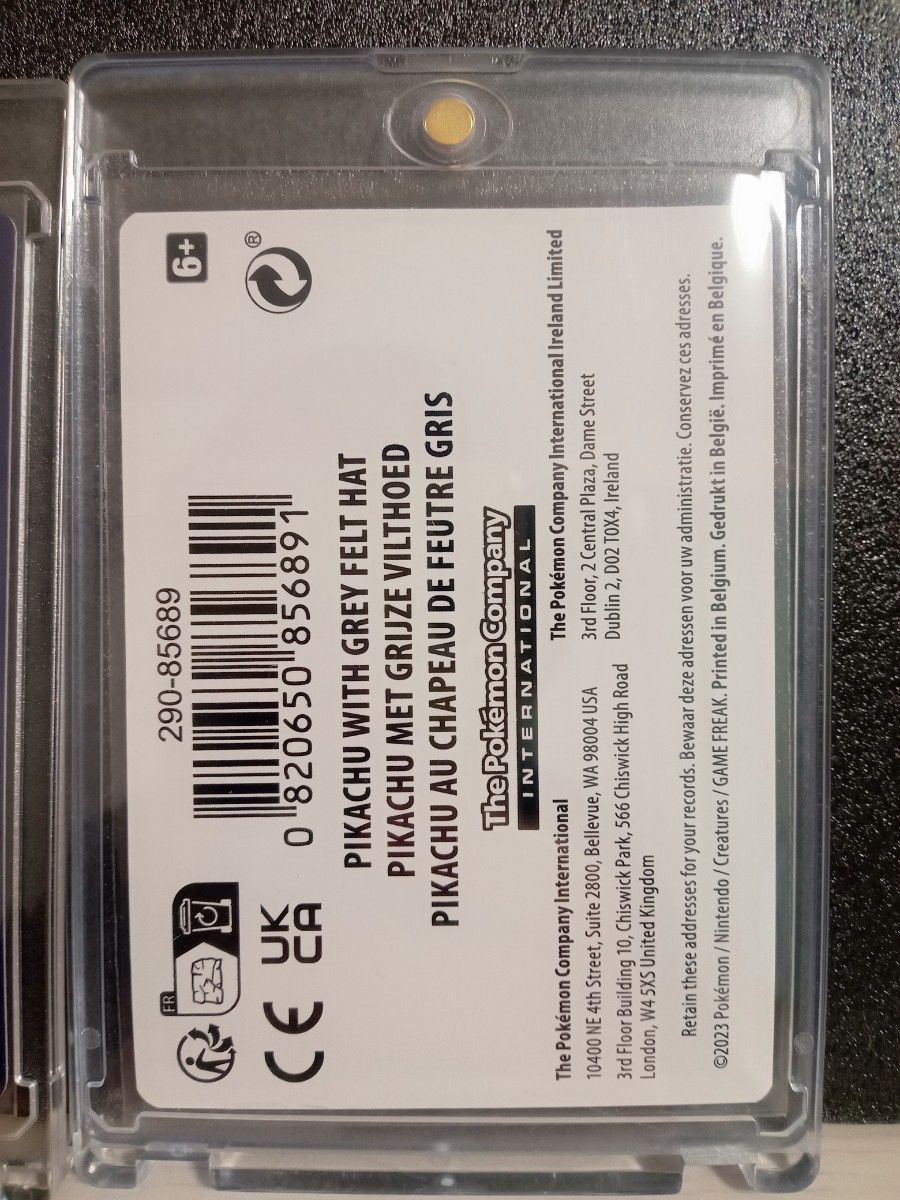 290-85689
6+
0 820650 856891
®
FR
CE
UK
CA
PIKACHU WITH GREY FELT HAT
PIKACHU MET GRIJZE VILTHOED
PIKACHU AU CHAPEAU DE FEUTRE GRIS
The Pokémon Company
INTERNATIONAL
The Pokémon Company International
10400 NE 4th Street, Suite 2800, Bellevue, WA 98004 USA
3rd Floor Building 10, Chiswick Park, 566 Chiswick High Road
London, W4 5XS United Kingdom
The Pokémon Company International Ireland Limited
3rd Floor, 2 Central Plaza, Dame Street
Dublin 2, D02 T0X4, Ireland
Retain these addresses for your records. Bewaar deze adressen voor uw administratie. Conservez ces adresses.
©2023 Pokémon / Nintendo / Creatures / GAME FREAK. Printed in Belgium. Gedrukt in België. Imprimé en Belgique.